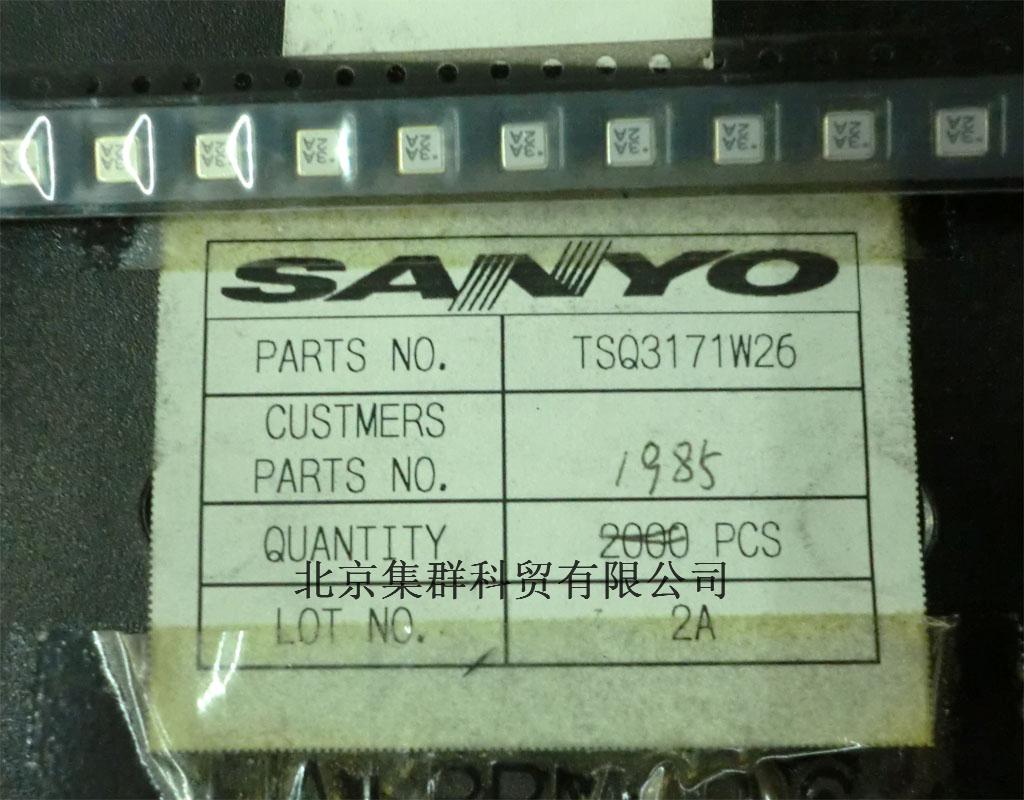 SANYO
PARTS NO. TSQ3171W26
CUSTMERS
PARTS NO. 1985
QUANTITY 2000 PCS
北京集群科贸有限公司
LOT NO. 2A